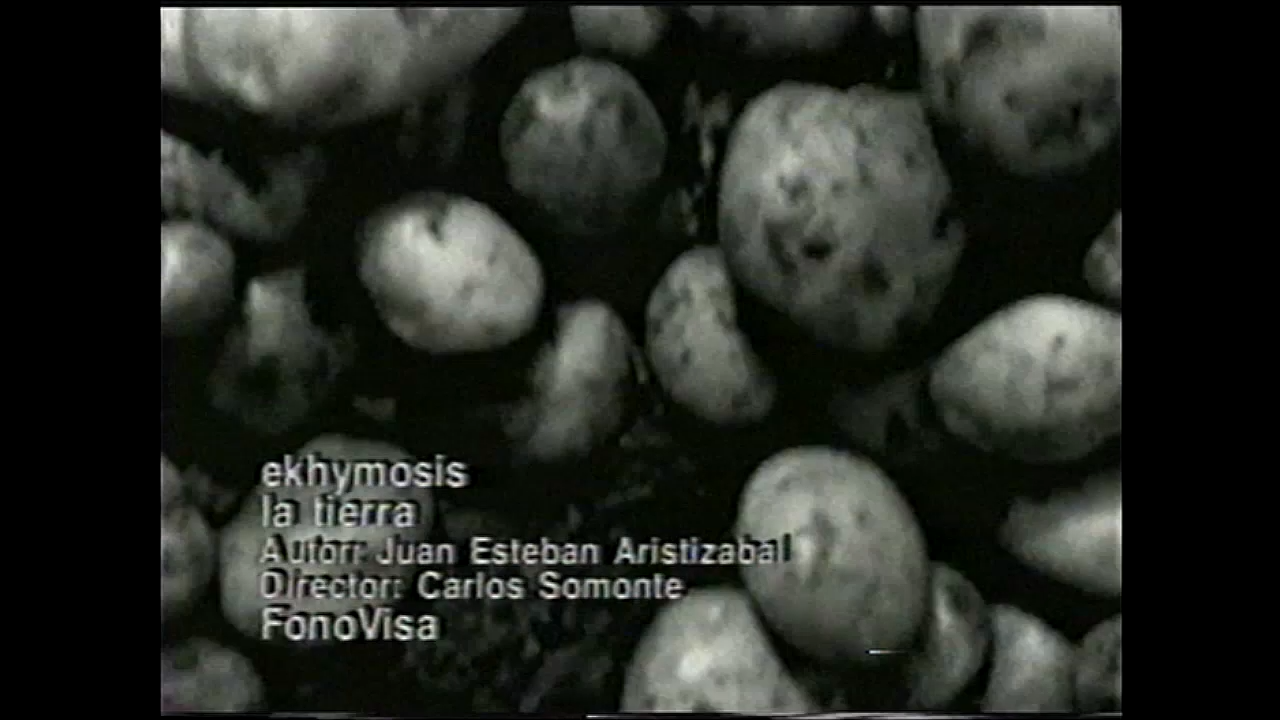 ekhymosis
la tierra
Autor: Juan Esteban Aristizabal
Director: Carlos Somonte
FonoVisa